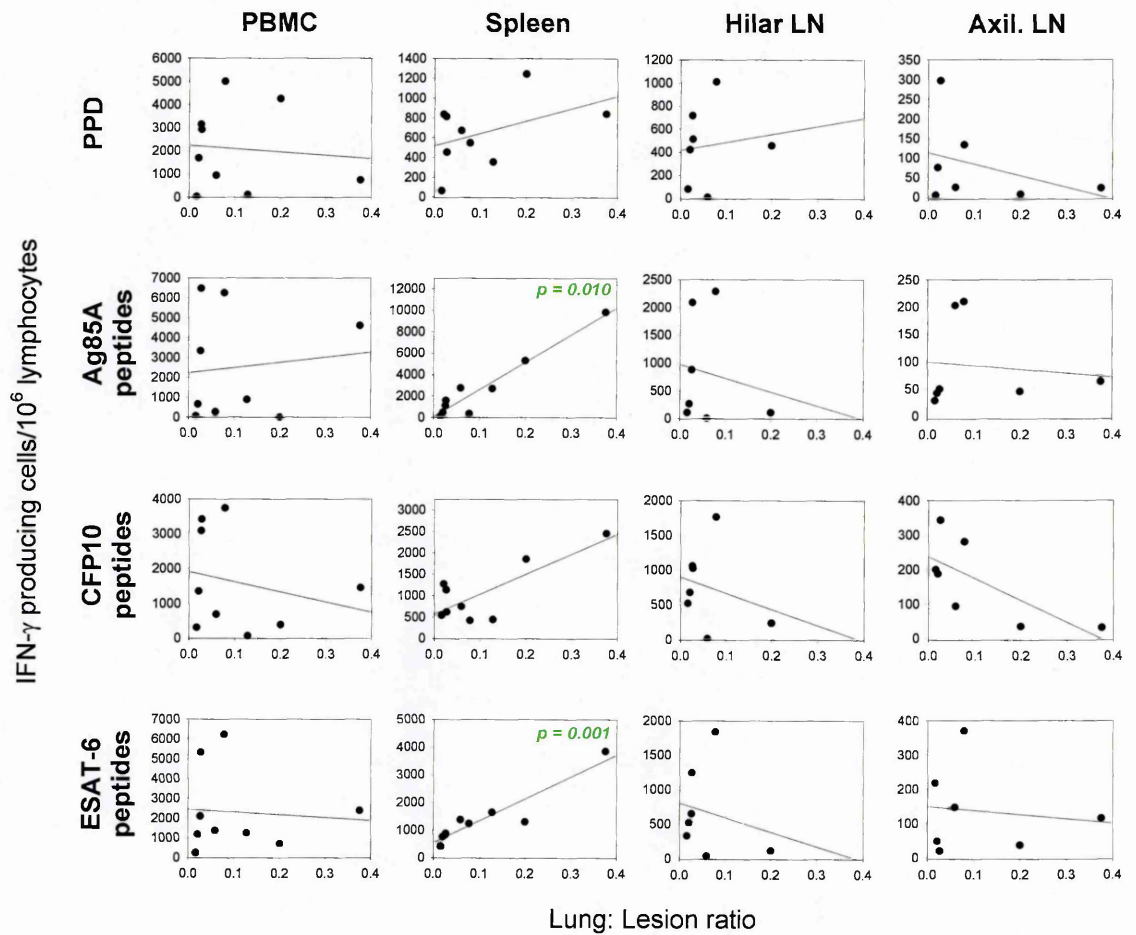 PBMC Spleen Hilar LN Axil. LN
IFN-γ producing cells/10⁶ lymphocytes
PPD
6000 1400 1200 350
5000 1200 1000 300
4000 1000 800 250
3000 800 600 200
2000 600 400 150
1000 400 200 100
0 200 0 50
0 0
0.0 0.1 0.2 0.3 0.4 0.0 0.1 0.2 0.3 0.4 0.0 0.1 0.2 0.3 0.4 0.0 0.1 0.2 0.3 0.4
Ag85A
peptides
p = 0.010
7000 12000 2500 250
6000 10000 2000 200
5000 8000 1500 150
4000 6000 1000 100
3000 4000 500 50
2000 2000 0 0
1000 0
0
0.0 0.1 0.2 0.3 0.4 0.0 0.1 0.2 0.3 0.4 0.0 0.1 0.2 0.3 0.4 0.0 0.1 0.2 0.3 0.4
CFP10
peptides
4000 3000 2000 400
3000 2500 1500 300
2000 2000 1000 200
1000 1500 500 100
0 1000 0 0
500
0
0.0 0.1 0.2 0.3 0.4 0.0 0.1 0.2 0.3 0.4 0.0 0.1 0.2 0.3 0.4 0.0 0.1 0.2 0.3 0.4
ESAT-6
peptides
p = 0.001
7000 5000 2000 400
6000 4000 1500 300
5000 3000 1000 200
4000 2000 500 100
3000 1000 0 0
2000 0
1000
0
0.0 0.1 0.2 0.3 0.4 0.0 0.1 0.2 0.3 0.4 0.0 0.1 0.2 0.3 0.4 0.0 0.1 0.2 0.3 0.4
Lung: Lesion ratio